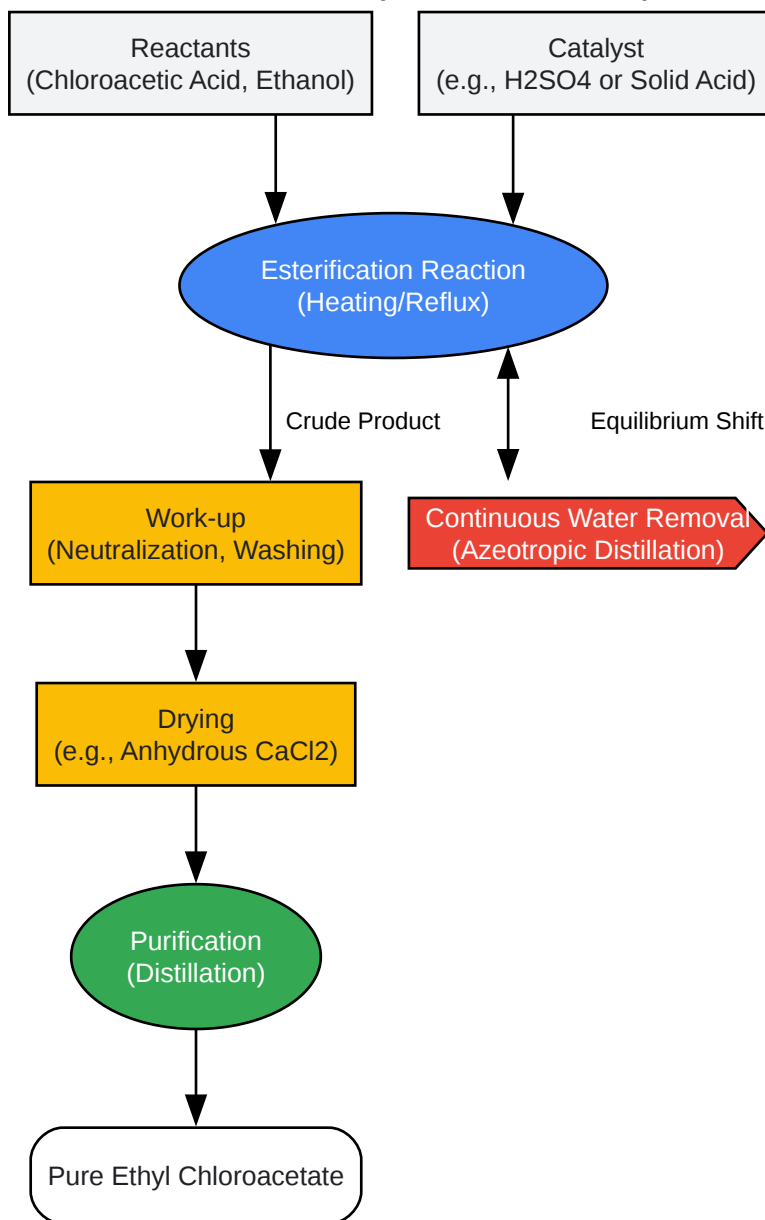 Reactants
(Chloroacetic Acid, Ethanol)
Catalyst
(e.g., H2SO4 or Solid Acid)
Esterification Reaction
(Heating/Reflux)
Crude Product
Equilibrium Shift
Work-up
(Neutralization, Washing)
Continuous Water Removal
(Azeotropic Distillation)
Drying
(e.g., Anhydrous CaCl2)
Purification
(Distillation)
Pure Ethyl Chloroacetate